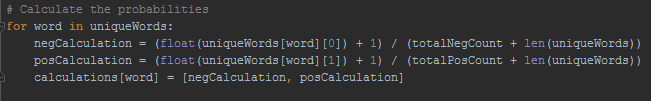 # Calculate the probabilities
for word in uniqueWords:
    negCalculation = (float(uniqueWords[word][0]) + 1) / (totalNegCount + len(uniqueWords))
    posCalculation = (float(uniqueWords[word][1]) + 1) / (totalPosCount + len(uniqueWords))
    calculations[word] = [negCalculation, posCalculation]